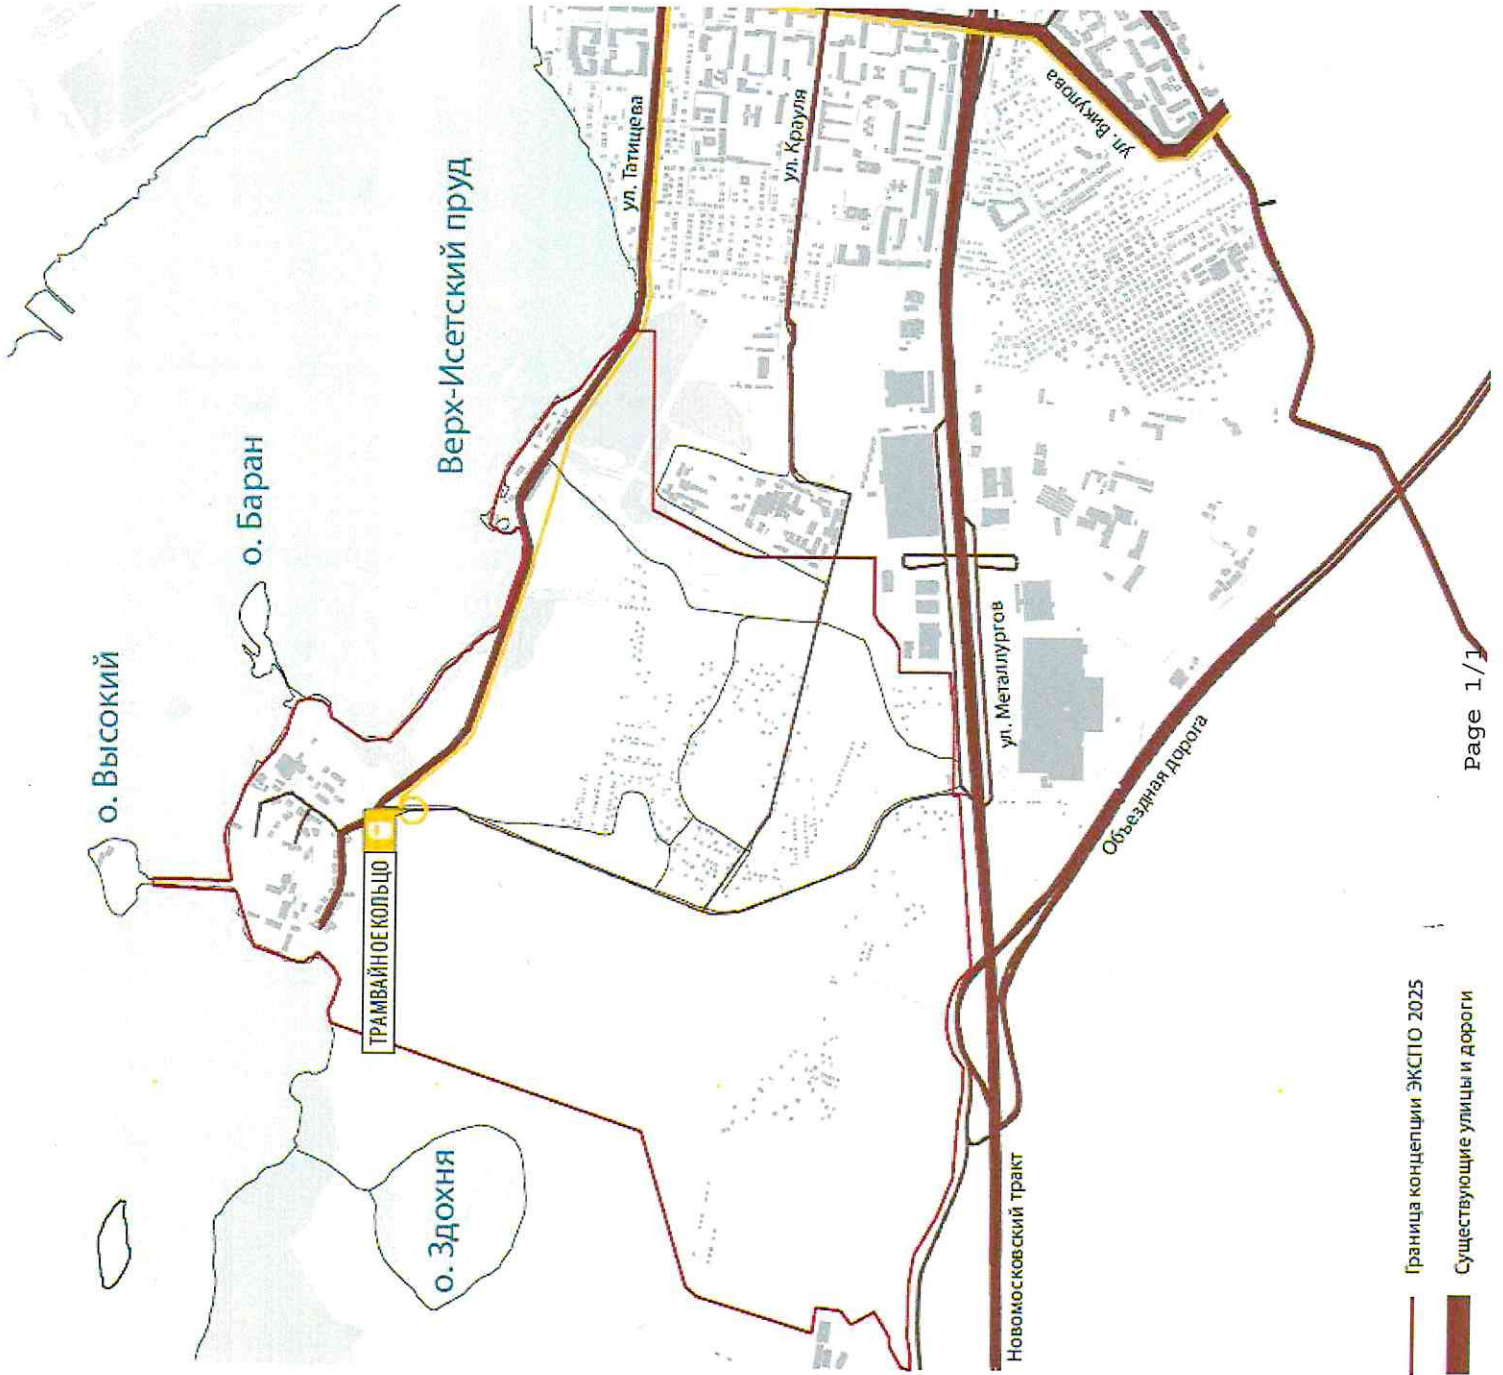 о. Высокий
о. Баран
Верх-Исетский пруд
о. Здохня
ТРАМВАЙНОЕ КОЛЬЦО
ул. Татищева
ул. Крауля
ул. Викулова
ул. Металлургов
Объездная дорога
Новомосковский тракт
Граница концепции ЭКСПО 2025
Существующие улицы и дороги
Page 1/1